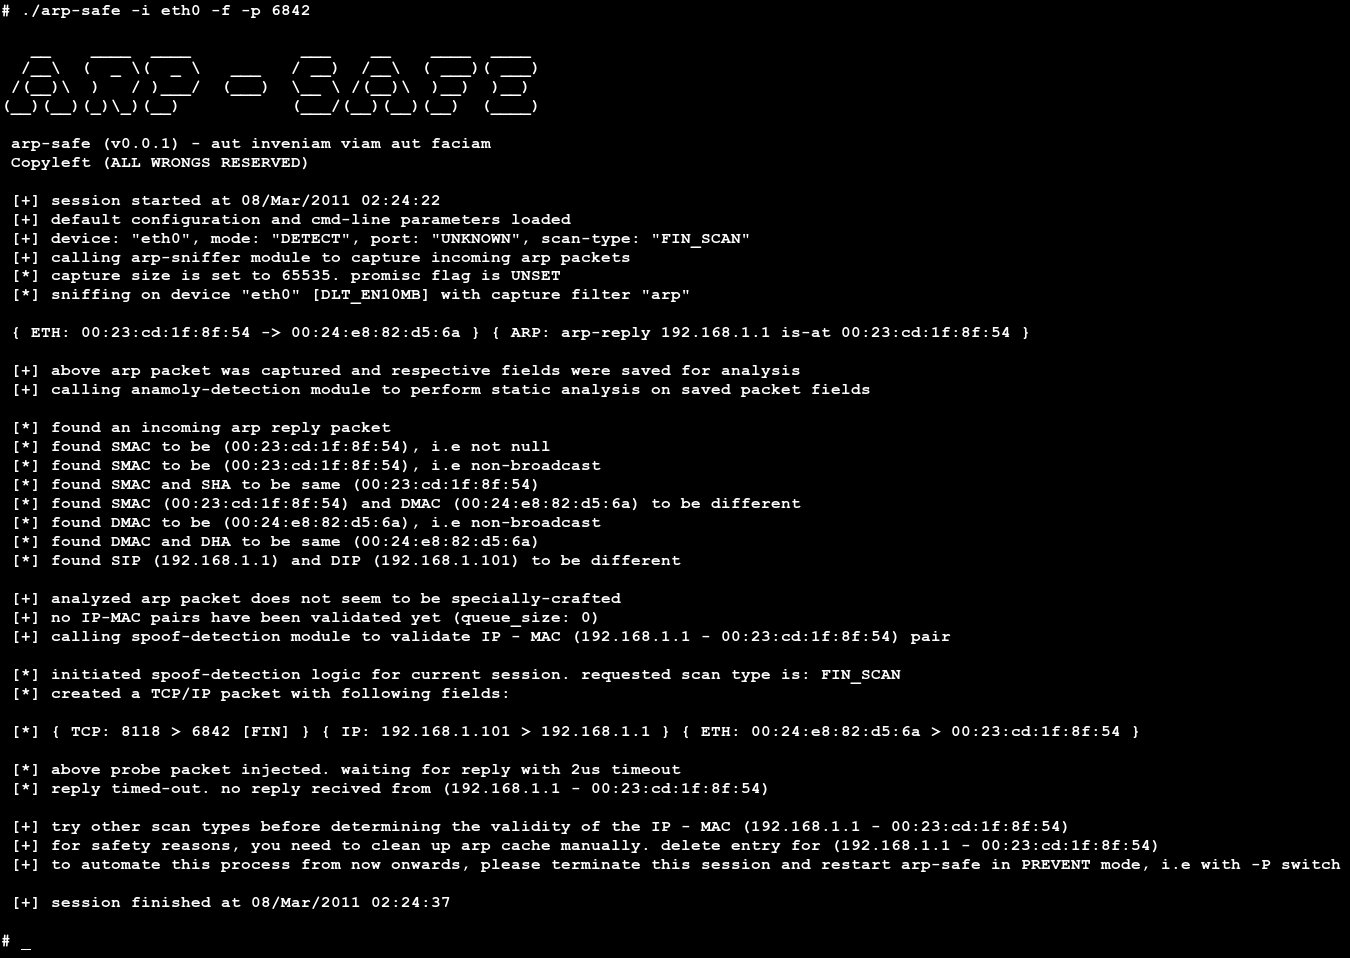 # ./arp-safe -i eth0 -f -p 6842
ARP - SAFE
arp-safe (v0.0.1) - aut inveniam viam aut faciam
Copyleft (ALL WRONGS RESERVED)
[+] session started at 08/Mar/2011 02:24:22
[+] default configuration and cmd-line parameters loaded
[+] device: "eth0", mode: "DETECT", port: "UNKNOWN", scan-type: "FIN_SCAN"
[+] calling arp-sniffer module to capture incoming arp packets
[*] capture size is set to 65535. promisc flag is UNSET
[*] sniffing on device "eth0" [DLT_EN10MB] with capture filter "arp"
{ ETH: 00:23:cd:1f:8f:54 -> 00:24:e8:82:d5:6a } { ARP: arp-reply 192.168.1.1 is-at 00:23:cd:1f:8f:54 }
[+] above arp packet was captured and respective fields were saved for analysis
[+] calling anamoly-detection module to perform static analysis on saved packet fields
[*] found an incoming arp reply packet
[*] found SMAC to be (00:23:cd:1f:8f:54), i.e not null
[*] found SMAC to be (00:23:cd:1f:8f:54), i.e non-broadcast
[*] found SMAC and SHA to be same (00:23:cd:1f:8f:54)
[*] found SMAC (00:23:cd:1f:8f:54) and DMAC (00:24:e8:82:d5:6a) to be different
[*] found DMAC to be (00:24:e8:82:d5:6a), i.e non-broadcast
[*] found DMAC and DHA to be same (00:24:e8:82:d5:6a)
[*] found SIP (192.168.1.1) and DIP (192.168.1.101) to be different
[+] analyzed arp packet does not seem to be specially-crafted
[+] no IP-MAC pairs have been validated yet (queue_size: 0)
[+] calling spoof-detection module to validate IP - MAC (192.168.1.1 - 00:23:cd:1f:8f:54) pair
[*] initiated spoof-detection logic for current session. requested scan type is: FIN_SCAN
[*] created a TCP/IP packet with following fields:
[*] { TCP: 8118 > 6842 [FIN] } { IP: 192.168.1.101 > 192.168.1.1 } { ETH: 00:24:e8:82:d5:6a > 00:23:cd:1f:8f:54 }
[*] above probe packet injected. waiting for reply with 2us timeout
[*] reply timed-out. no reply recived from (192.168.1.1 - 00:23:cd:1f:8f:54)
[+] try other scan types before determining the validity of the IP - MAC (192.168.1.1 - 00:23:cd:1f:8f:54)
[+] for safety reasons, you need to clean up arp cache manually. delete entry for (192.168.1.1 - 00:23:cd:1f:8f:54)
[+] to automate this process from now onwards, please terminate this session and restart arp-safe in PREVENT mode, i.e with -P switch
[+] session finished at 08/Mar/2011 02:24:37
# _